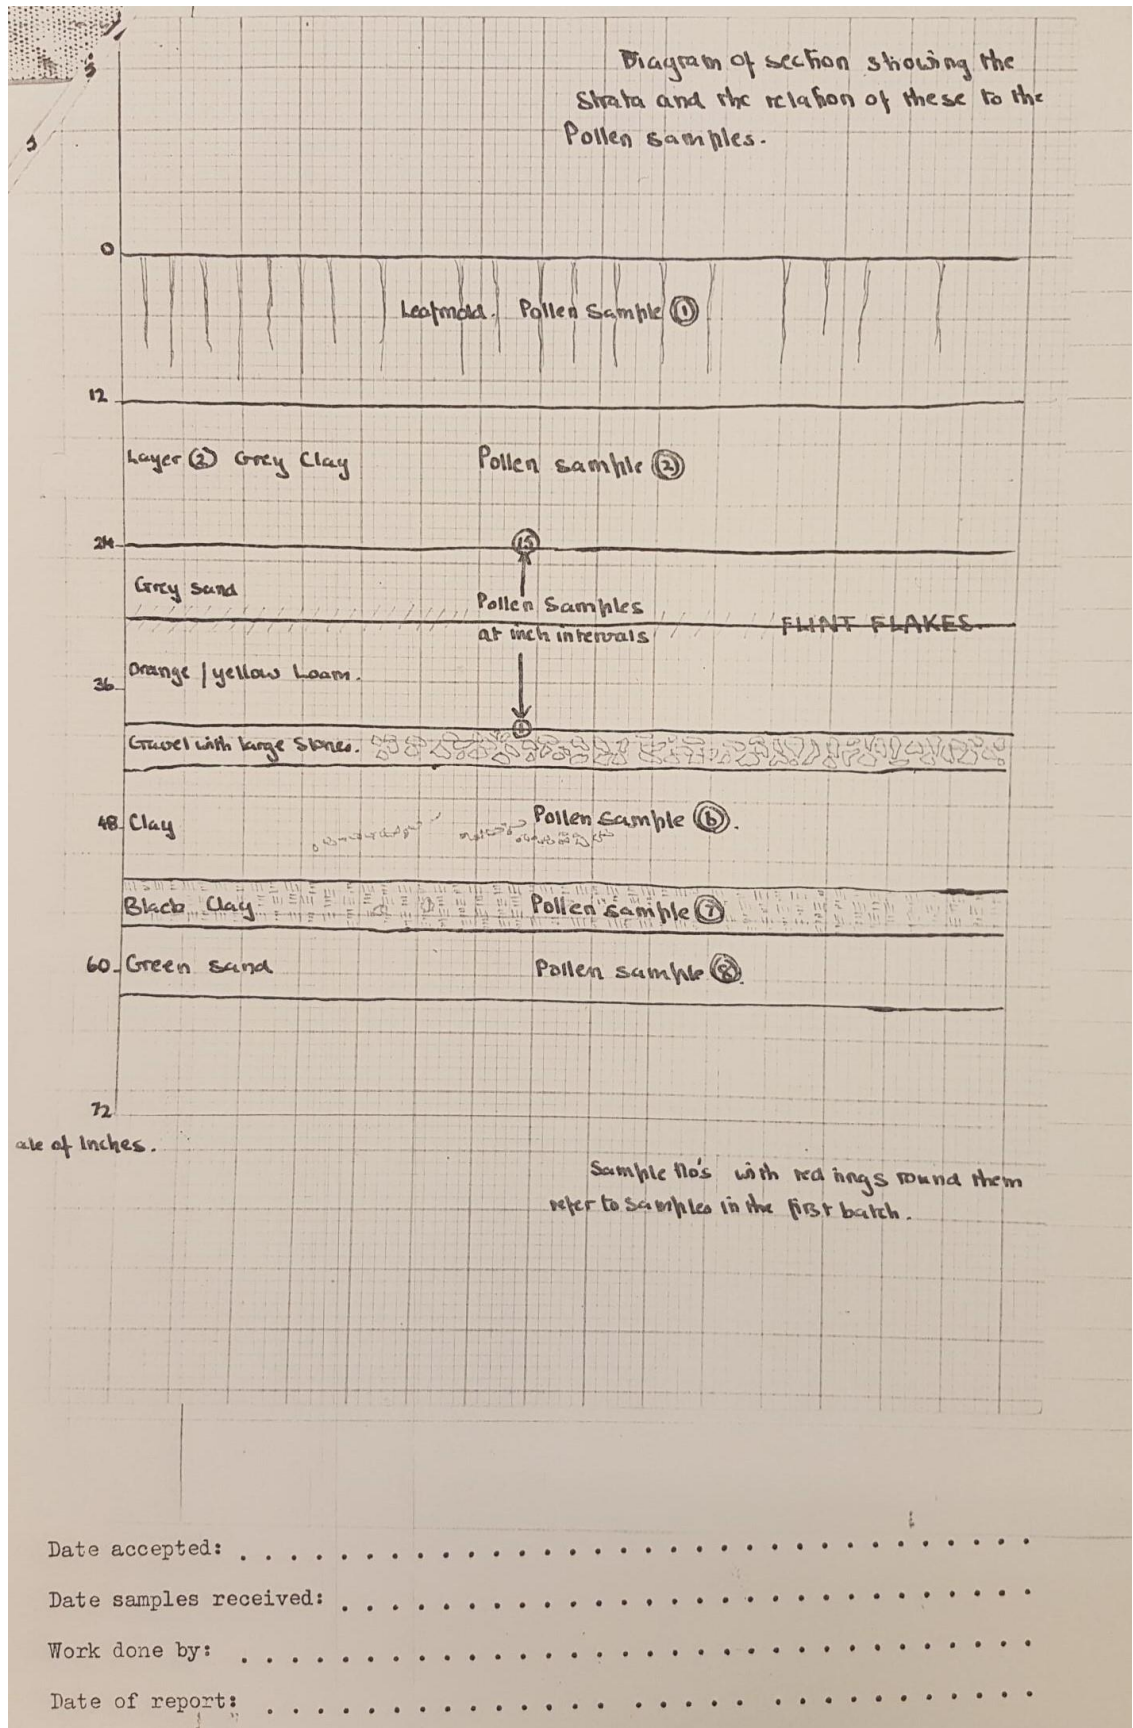 Diagram of section showing the
Strata and the relation of these to the
Pollen samples.
0
Leafmold. Pollen Sample ①
12
Layer ② Grey Clay Pollen sample ②
24
⑮
Grey sand
Pollen Samples
FLINT FLAKES.
at inch intervals
Orange / yellow Loam.
36
①
Gravel with large Stones.
48 Clay Pollen sample ⑥.
Black Clay Pollen sample ⑦
60 Green sand Pollen sample ⑧.
72
ale of Inches.
Sample No's with red rings round them
refer to samples in the first batch.
Date accepted:
Date samples received:
Work done by:
Date of report: